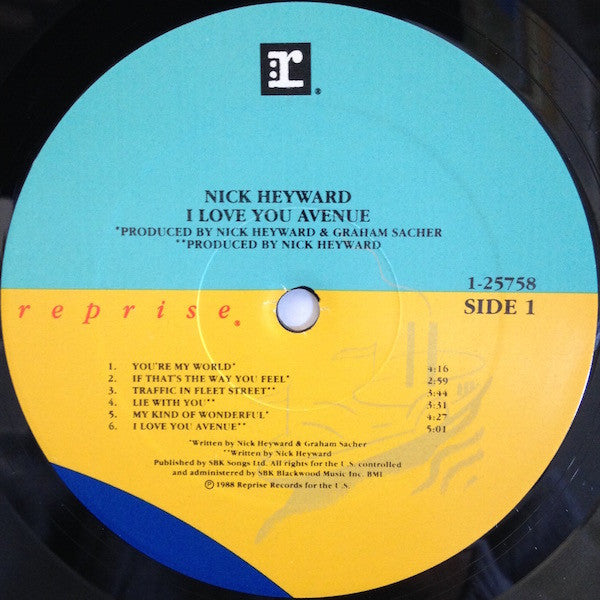 r
®
NICK HEYWARD
I LOVE YOU AVENUE
*PRODUCED BY NICK HEYWARD & GRAHAM SACHER
**PRODUCED BY NICK HEYWARD
1-25758
reprise®
SIDE 1
1. YOU'RE MY WORLD* 4:16
2. IF THAT'S THE WAY YOU FEEL* 2:59
3. TRAFFIC IN FLEET STREET** 3:44
4. LIE WITH YOU** 3:31
5. MY KIND OF WONDERFUL* 4:27
6. I LOVE YOU AVENUE** 5:01
*Written by Nick Heyward & Graham Sacher
**Written by Nick Heyward
Published by SBK Songs Ltd. All rights for the U.S. controlled
and administered by SBK Blackwood Music Inc. BMI
℗ 1988 Reprise Records for the U.S.